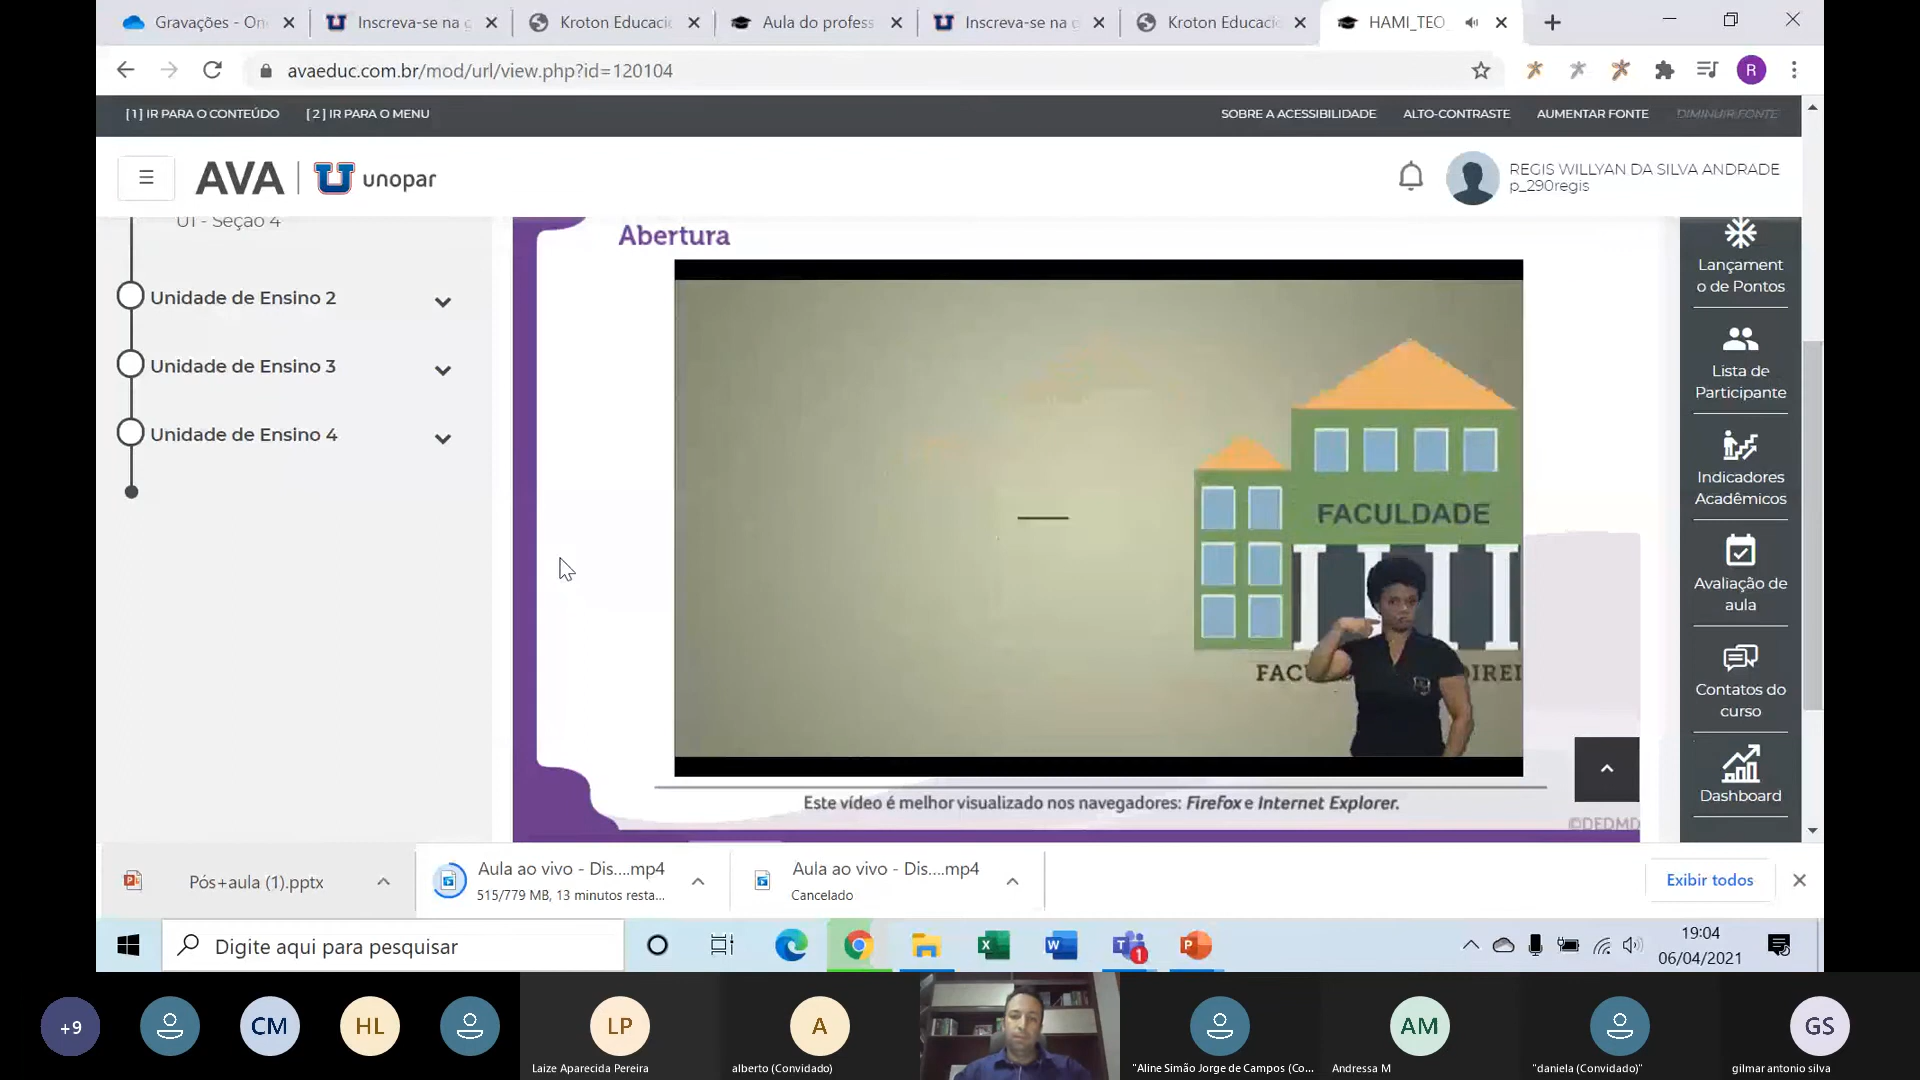 Gravações - On
Inscreva-se na g
Kroton Educaci
Aula do profess
Inscreva-se na e
Kroton Educaci
HAMI_TEO
avaeduc.com.br/mod/url/view.php?id=120104
R
[1] IR PARA O CONTEÚDO
[2] IR PARA O MENU
SOBRE A ACESSIBILIDADE
ALTO-CONTRASTE
AUMENTAR FONTE
DIMINUIR FONTE
AVA
unopar
REGIS WILLYAN DA SILVA ANDRADE
p_290regis
U1 - Seção 4
Unidade de Ensino 2
Unidade de Ensino 3
Unidade de Ensino 4
Abertura
FACULDADE
FACU
DIREI
Este vídeo é melhor visualizado nos navegadores: Firefox e Internet Explorer.
©DEDMD
Lançament
o de Pontos
Lista de
Participante
Indicadores
Acadêmicos
Avaliação de
aula
Contatos do
curso
Dashboard
Pós+aula (1).pptx
Aula ao vivo - Dis....mp4
515/779 MB, 13 minutos resta...
Aula ao vivo - Dis....mp4
Cancelado
Exibir todos
Digite aqui para pesquisar
1
19:04
06/04/2021
+9
CM
HL
LP
Laize Aparecida Pereira
A
alberto (Convidado)
"Aline Simão Jorge de Campos (Co...
AM
Andressa M
"daniela (Convidado)"
GS
gilmar antonio silva